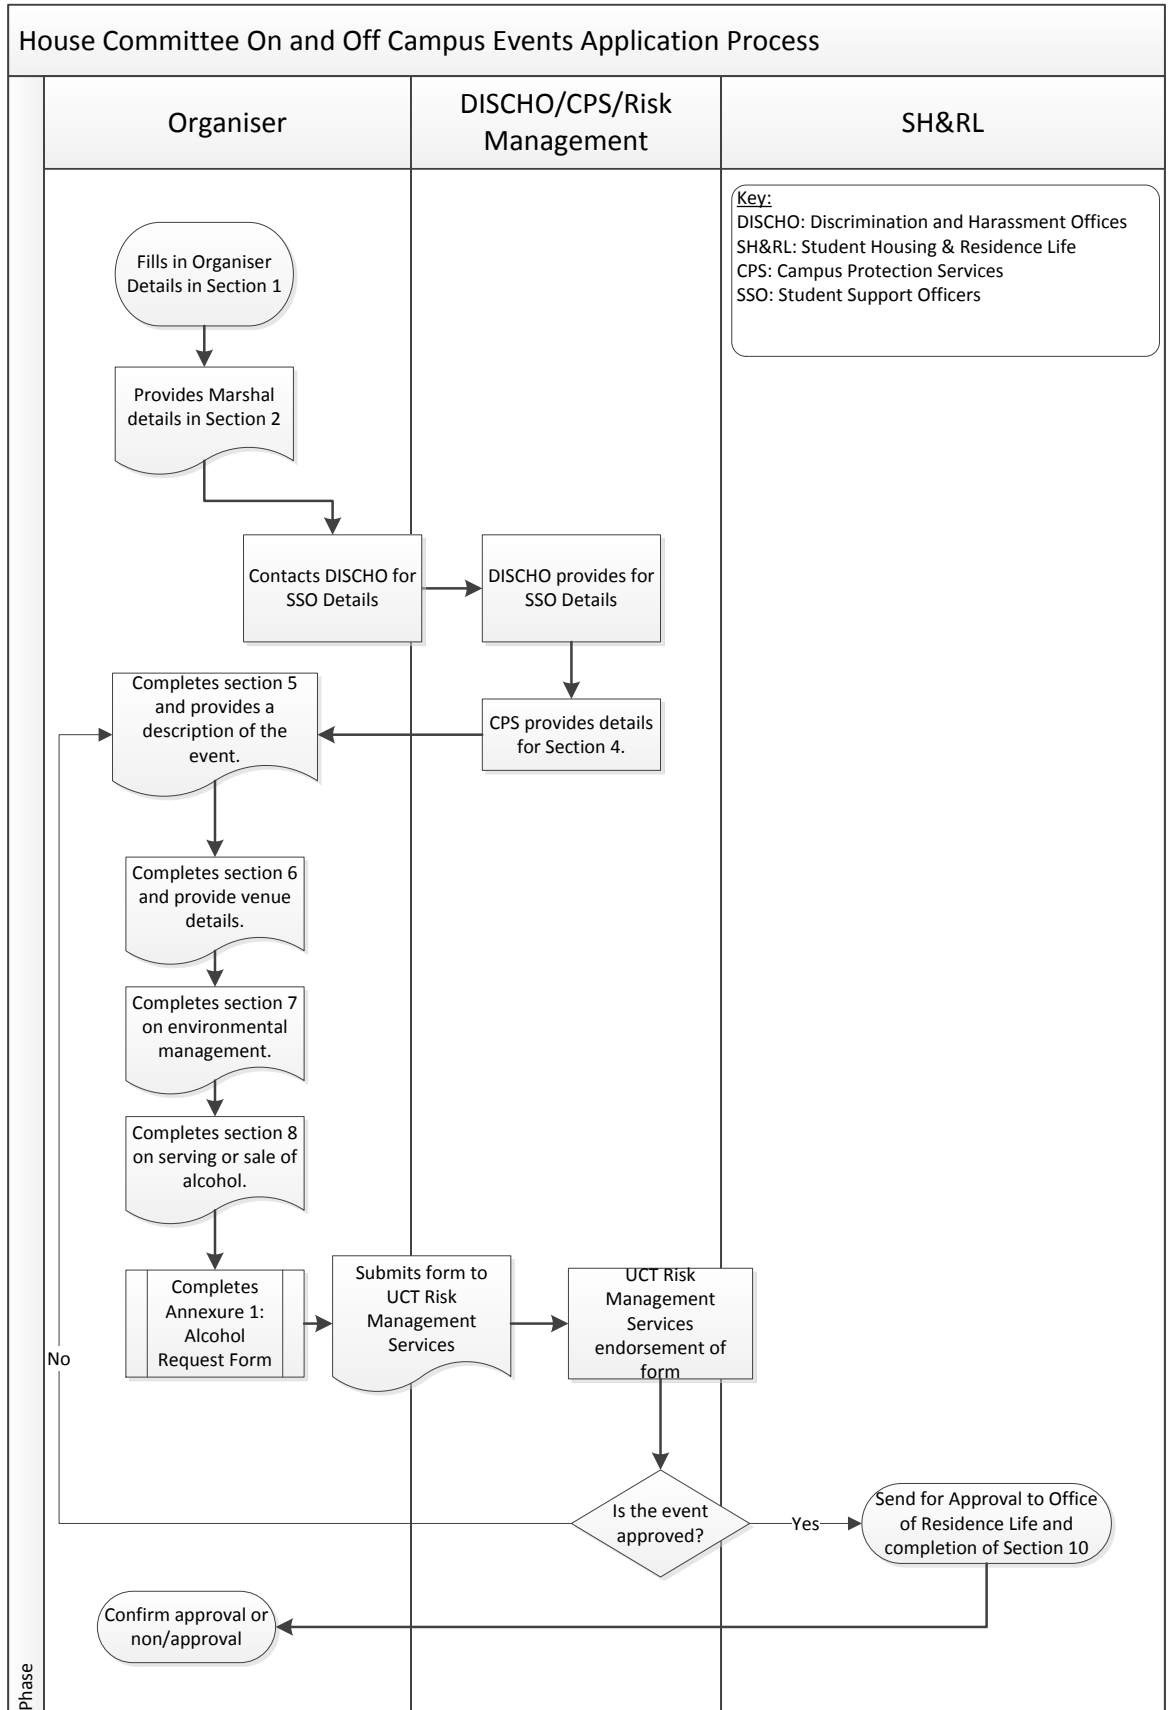 House Committee On and Off Campus Events Application Process
Organiser
DISCHO/CPS/Risk
Management
SH&RL
Key:
DISCHO: Discrimination and Harassment Offices
SH&RL: Student Housing & Residence Life
CPS: Campus Protection Services
SSO: Student Support Officers
Fills in Organiser
Details in Section 1
Provides Marshal
details in Section 2
Contacts DISCHO for
SSO Details
DISCHO provides for
SSO Details
CPS provides details
for Section 4.
Completes section 5
and provides a
description of the
event.
Completes section 6
and provide venue
details.
Completes section 7
on environmental
management.
Completes section 8
on serving or sale of
alcohol.
Completes
Annexure 1:
Alcohol
Request Form
Submits form to
UCT Risk
Management
Services
UCT Risk
Management
Services
endorsement of
form
No
Is the event
approved?
Yes
Send for Approval to Office
of Residence Life and
completion of Section 10
Confirm approval or
non/approval
Phase